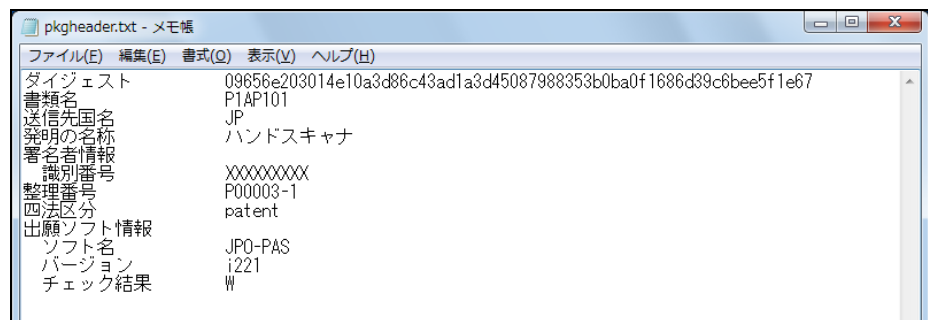 pkgheader.txt - メモ帳
ファイル(F) 編集(E) 書式(O) 表示(V) ヘルプ(H)
ダイジェスト 09656e203014e10a3d86c43ad1a3d45087988353b0ba0f1686d39c6bee5f1e67
書類名 P1AP101
送信先国名 JP
発明の名称 ハンドスキャナ
署名者情報
識別番号 XXXXXXXXX
整理番号 P00003-1
四法区分 patent
出願ソフト情報
ソフト名 JPO-PAS
バージョン i221
チェック結果 W